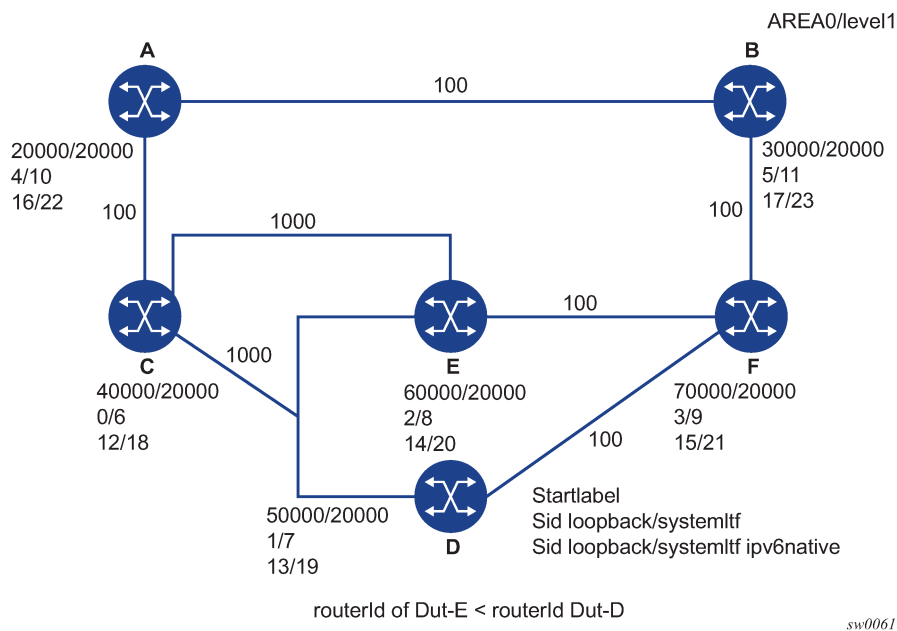 AREA0/level1
A
B
100
20000/20000
4/10
16/22
30000/20000
5/11
17/23
100
100
1000
100
1000
C
E
F
40000/20000
0/6
12/18
60000/20000
2/8
14/20
70000/20000
3/9
15/21
100
50000/20000
1/7
13/19
D
Startlabel
Sid loopback/systemItf
Sid loopback/systemItf ipv6native
routerId of Dut-E < routerId Dut-D
sw0061